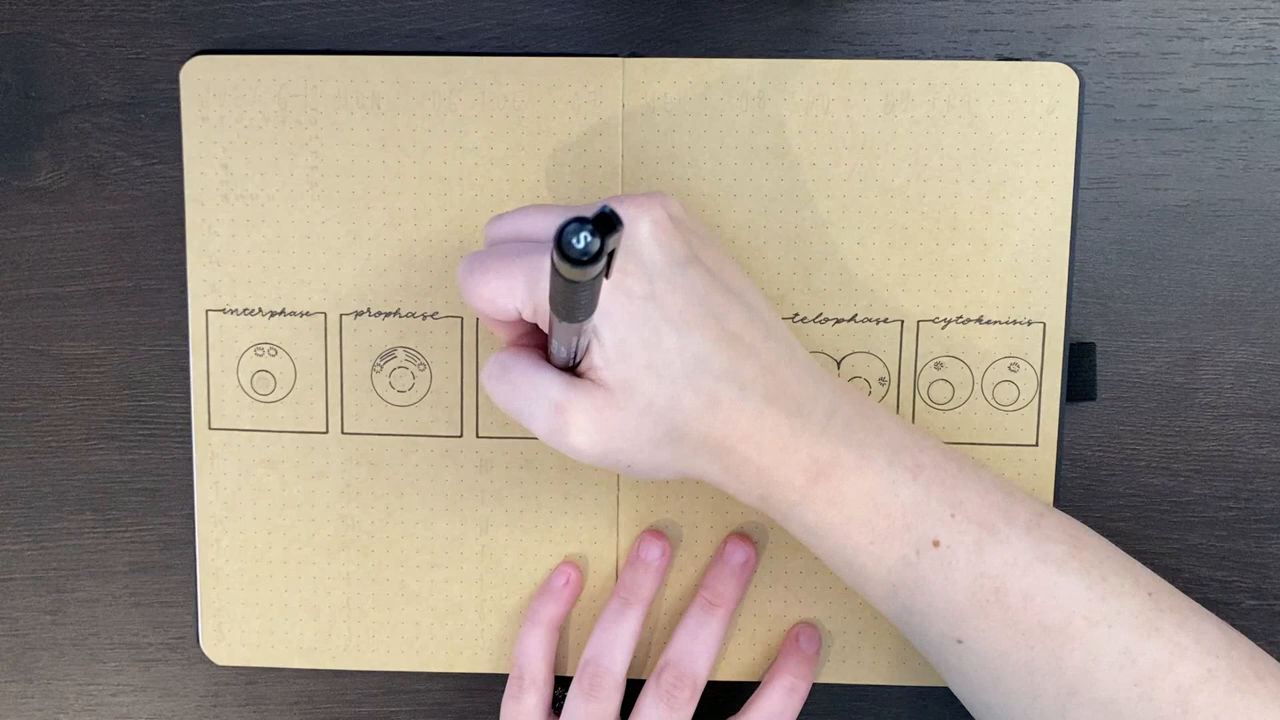 interphase
prophase
telophase
cytokenisis
S